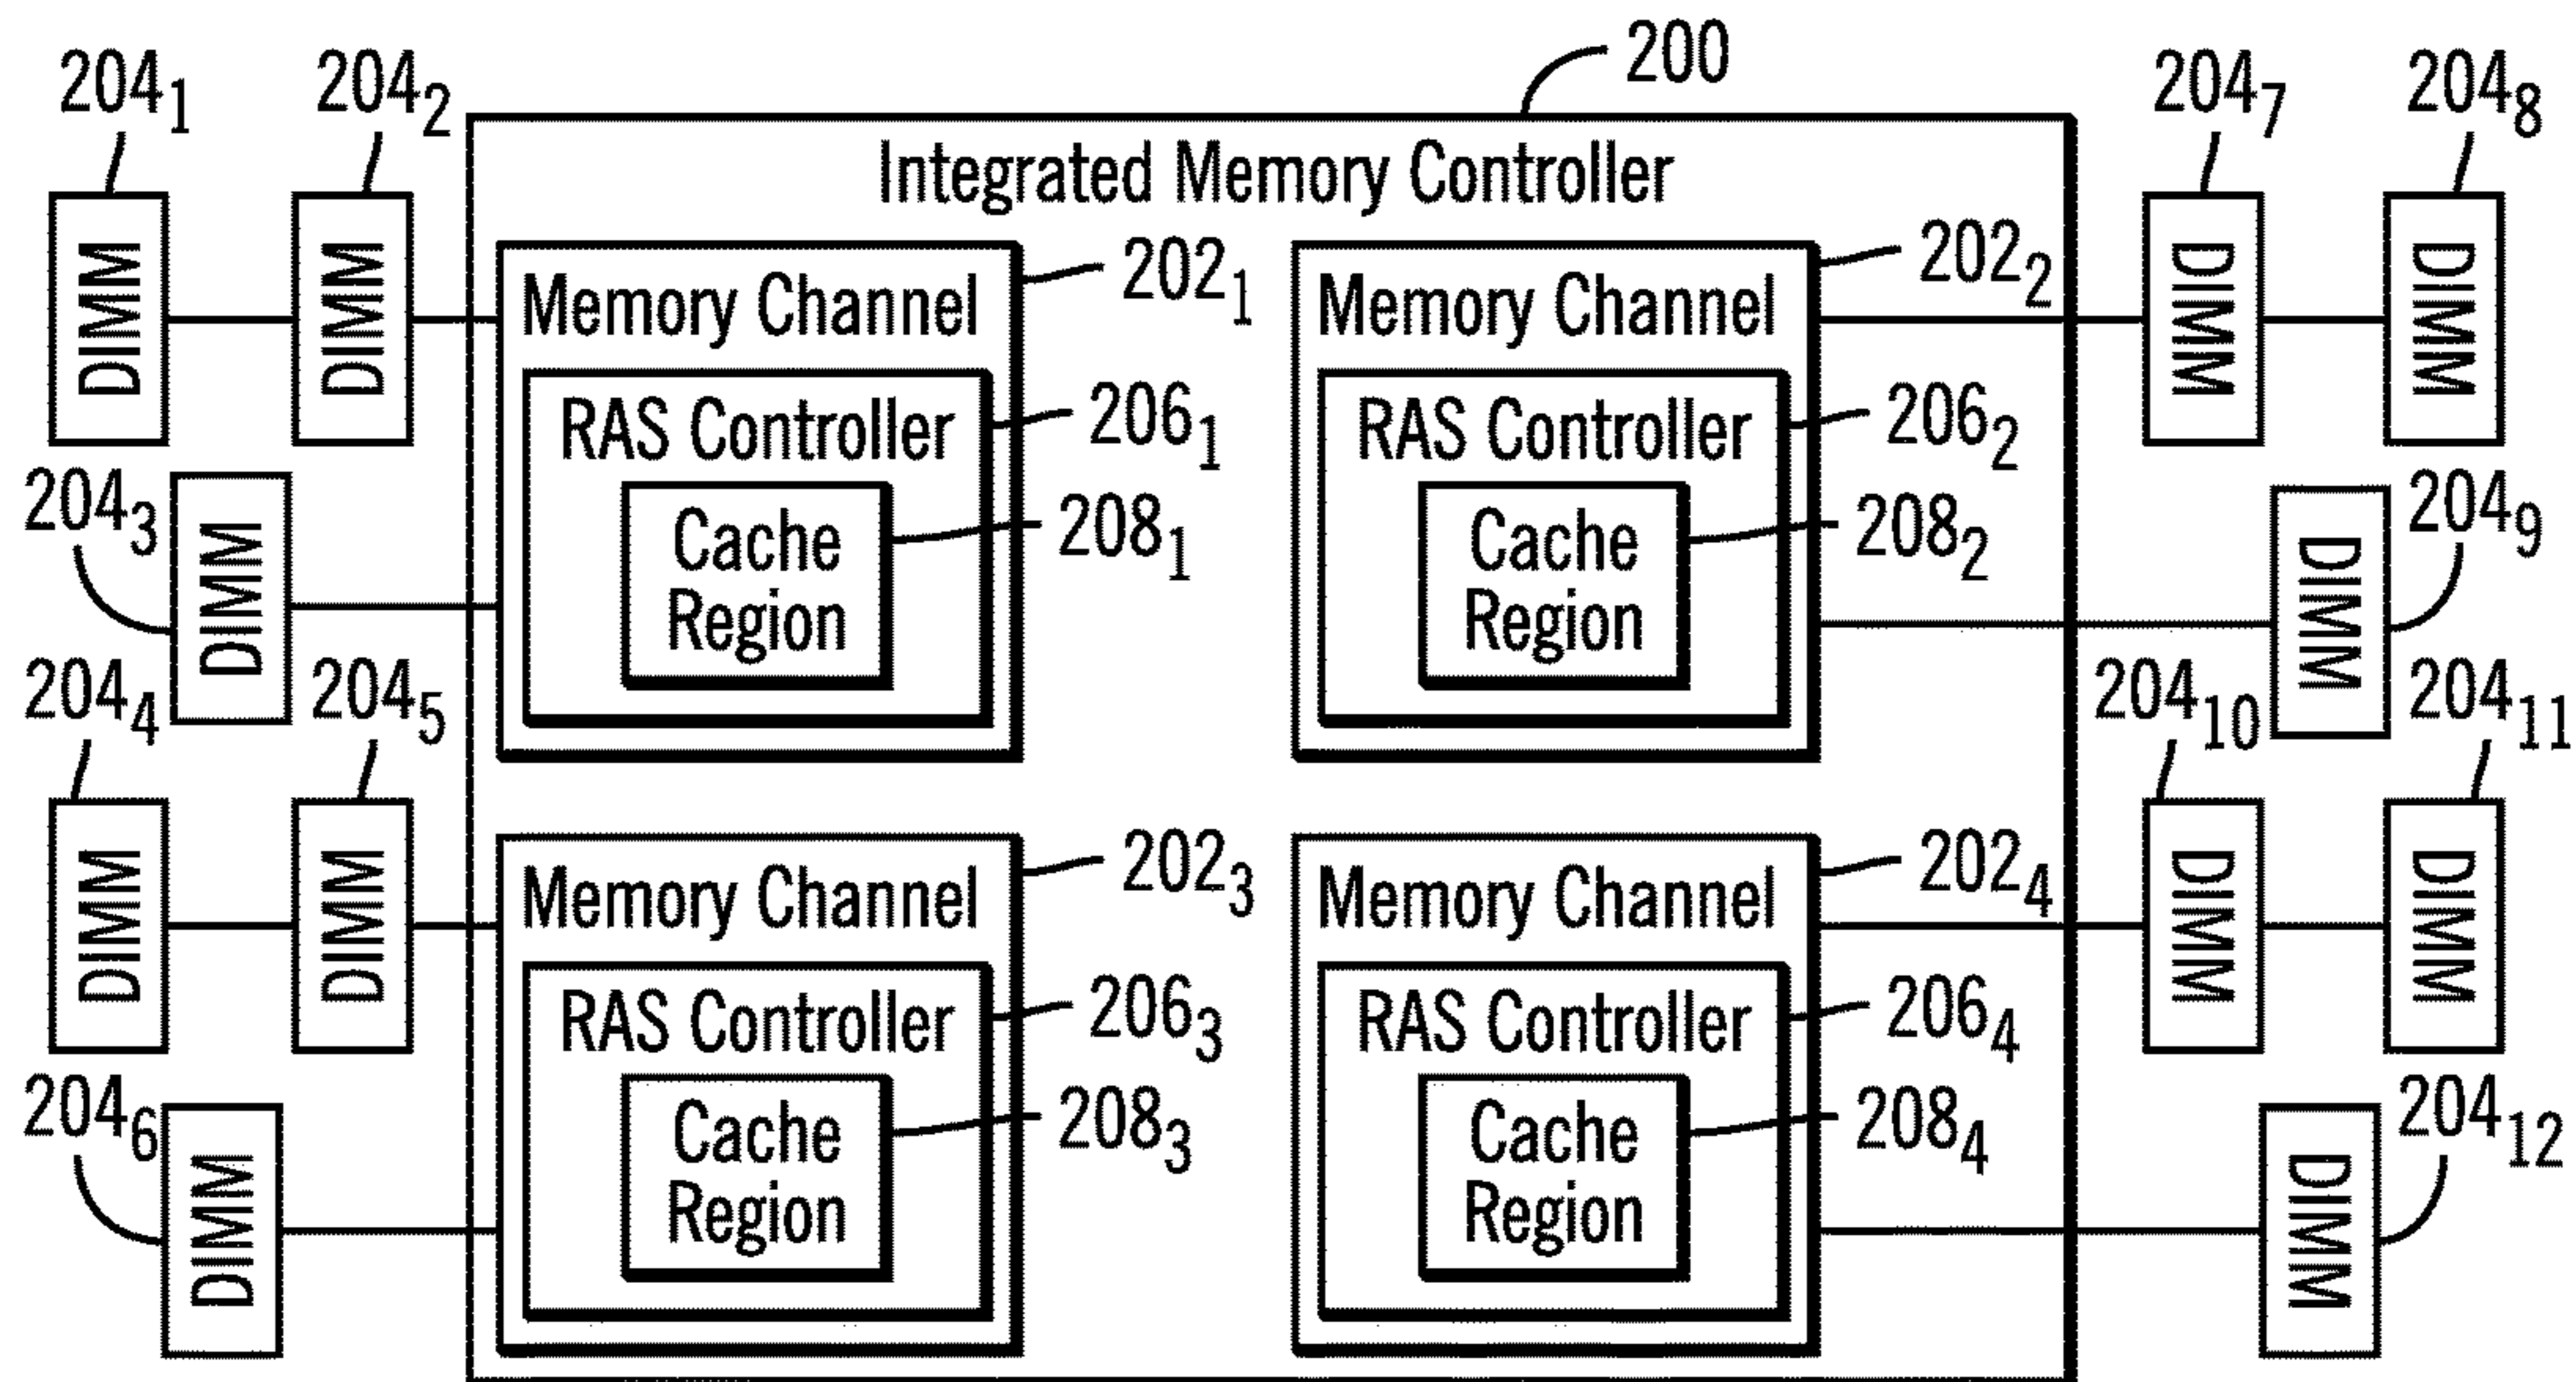 200
204₁
204₂
204₇
204₈
Integrated Memory Controller
DIMM
DIMM
Memory Channel
202₁
Memory Channel
202₂
DIMM
DIMM
RAS Controller
206₁
RAS Controller
206₂
204₃
DIMM
Cache
Region
208₁
Cache
Region
208₂
204₉
DIMM
204₄
204₅
204₁₀
204₁₁
DIMM
DIMM
Memory Channel
202₃
Memory Channel
202₄
DIMM
DIMM
RAS Controller
206₃
RAS Controller
206₄
204₆
DIMM
Cache
Region
208₃
Cache
Region
208₄
204₁₂
DIMM